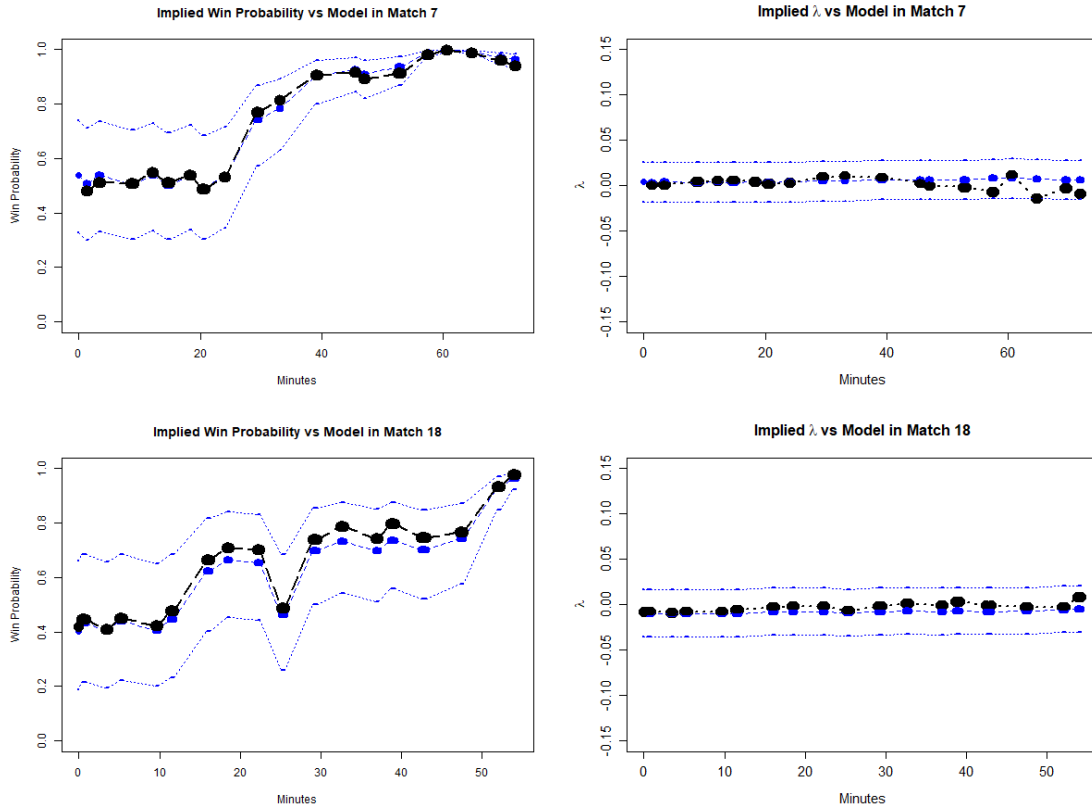 Implied Win Probability vs Model in Match 7
Win Probability
1.0
0.8
0.6
0.4
0.2
0.0
0 20 40 60
Minutes
Implied λ vs Model in Match 7
λ
0.15
0.10
0.05
0.00
-0.05
-0.10
-0.15
0 20 40 60
Minutes
Implied Win Probability vs Model in Match 18
Win Probability
1.0
0.8
0.6
0.4
0.2
0.0
0 10 20 30 40 50
Minutes
Implied λ vs Model in Match 18
λ
0.15
0.10
0.05
0.00
-0.05
-0.10
-0.15
0 10 20 30 40 50
Minutes